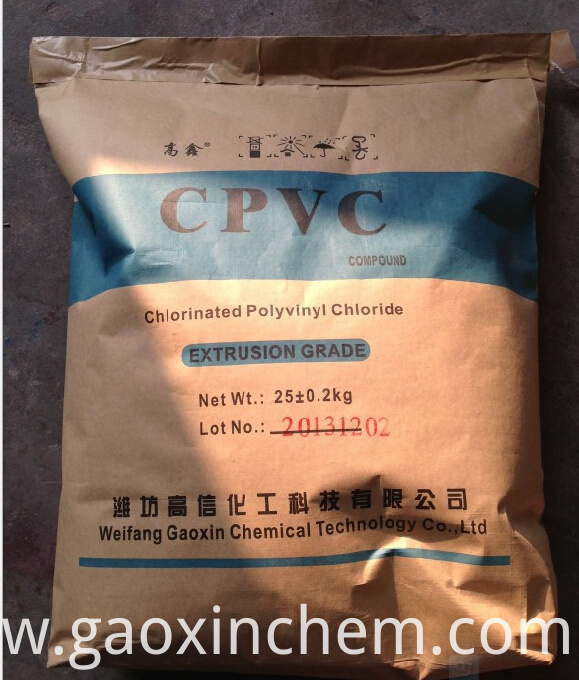 高鑫®
CPVC
COMPOUND
Chlorinated Polyvinyl Chloride
EXTRUSION GRADE
Net Wt.: 25±0.2kg
Lot No.: 20131202
潍坊高信化工科技有限公司
Weifang Gaoxin Chemical Technology Co.,Ltd
w.gaoxinchem.com